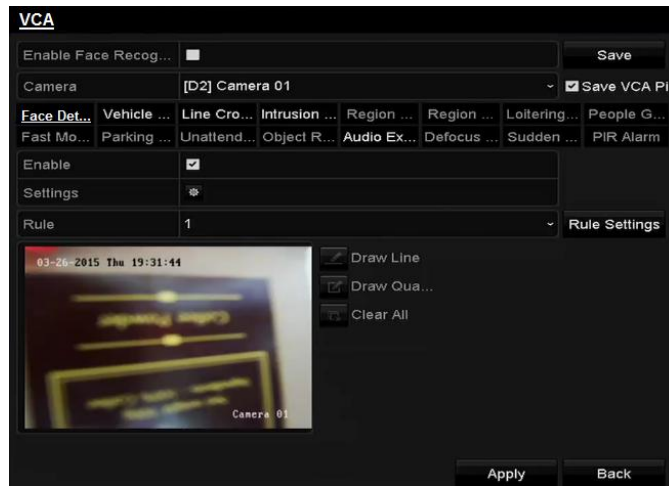 VCA
Enable Face Recog... Save
Camera [D2] Camera 01 Save VCA Pi
Face Det... Vehicle ... Line Cro... Intrusion ... Region ... Region ... Loitering... People G...
Fast Mo... Parking ... Unattend... Object R... Audio Ex... Defocus ... Sudden ... PIR Alarm
Enable
Settings
Rule 1 Rule Settings
03-26-2015 Thu 19:31:44
Draw Line
Draw Qua...
Clear All
Coffee Powder
Camera 01
Apply Back